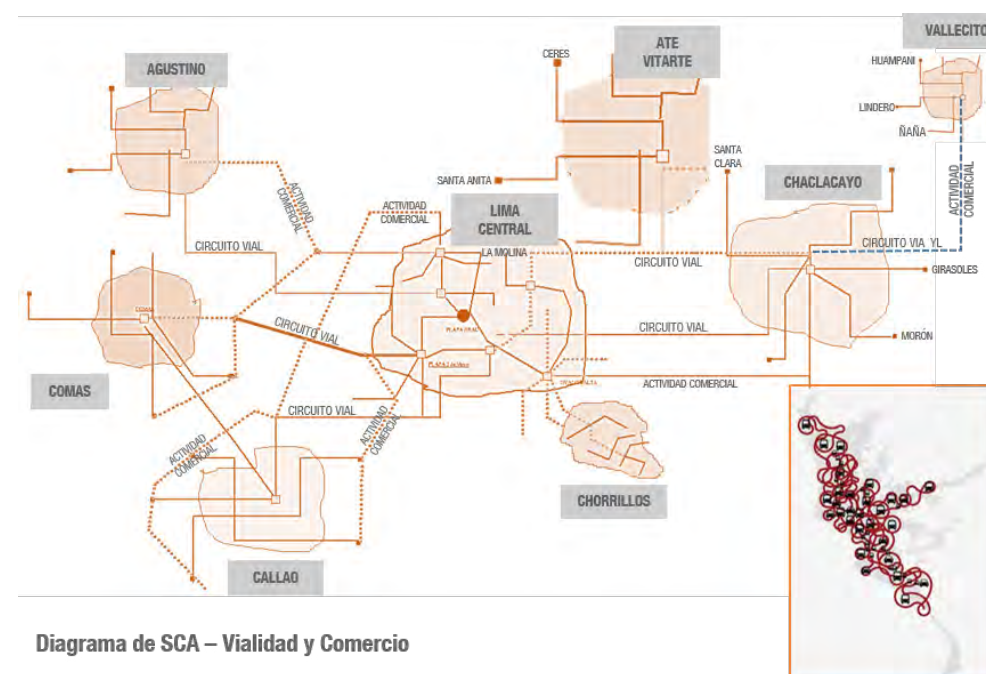 VALLECITO
ATE
VITARTE
CERES
AGUSTINO
HUAMPANI
LINDERO
ÑAÑA
SANTA
CLARA
SANTA ANITA
CHACLACAYO
ACTIVIDAD
COMERCIAL
ACTIVIDAD
COMERCIAL
ACTIVIDAD
COMERCIAL
LIMA
CENTRAL
LA MOLINA
CIRCUITO VIAL
CIRCUITO VIAL
CIRCUITO VIA YL
GIRASOLES
CIRCUITO VIAL
CIRCUITO VIAL
MORÓN
COMAS
ACTIVIDAD COMERCIAL
CIRCUITO VIAL
ACTIVIDAD
COMERCIAL
ACTIVIDAD
COMERCIAL
CHORRILLOS
CALLAO
Diagrama de SCA – Vialidad y Comercio